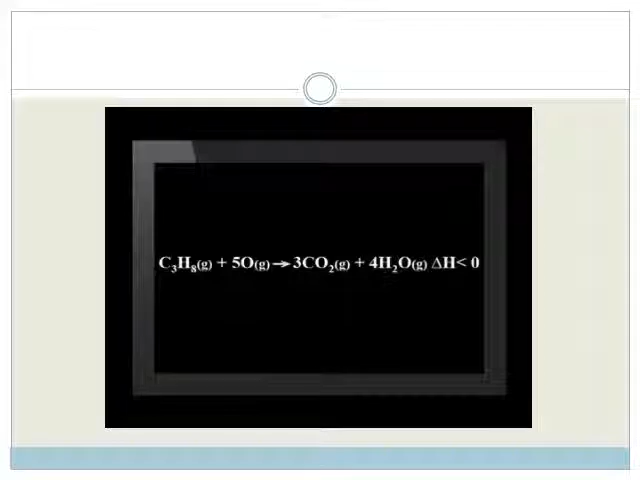 C₃H₈(g) + 5O(g) → 3CO₂(g) + 4H₂O(g) ΔH< 0